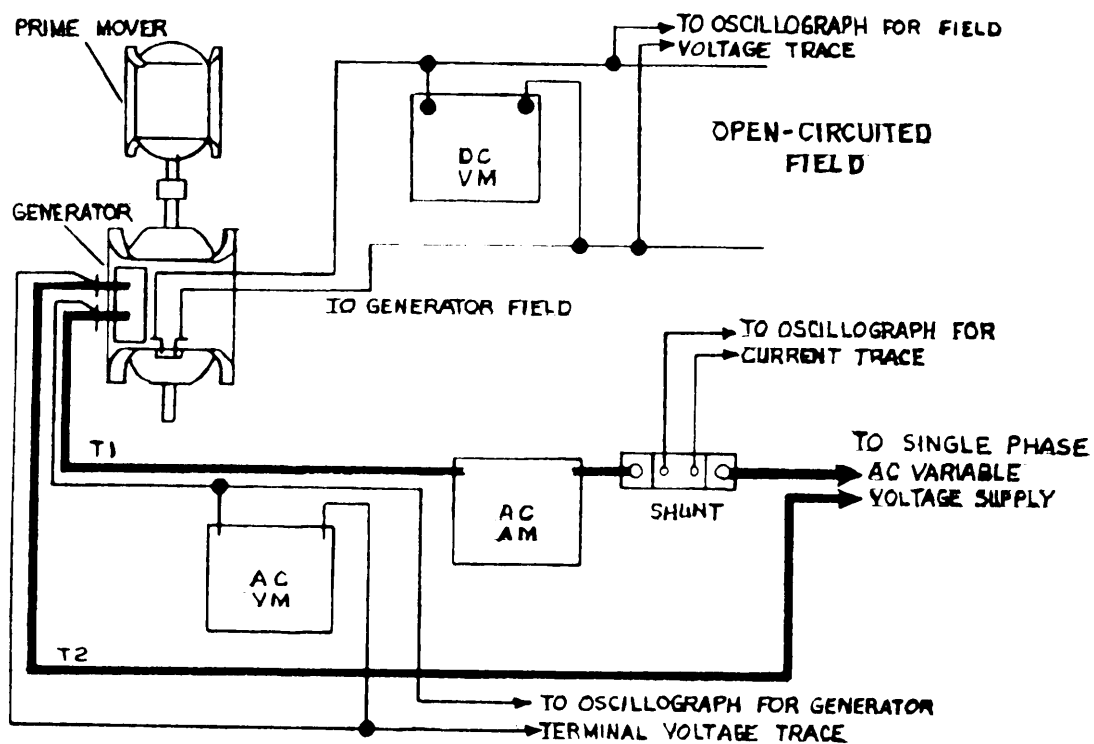 PRIME MOVER
TO OSCILLOGRAPH FOR FIELD
VOLTAGE TRACE
OPEN-CIRCUITED
FIELD
DC
VM
GENERATOR
TO GENERATOR FIELD
TO OSCILLOGRAPH FOR
CURRENT TRACE
T1
TO SINGLE PHASE
AC VARIABLE
VOLTAGE SUPPLY
SHUNT
AC
AM
AC
VM
T2
TO OSCILLOGRAPH FOR GENERATOR
TERMINAL VOLTAGE TRACE